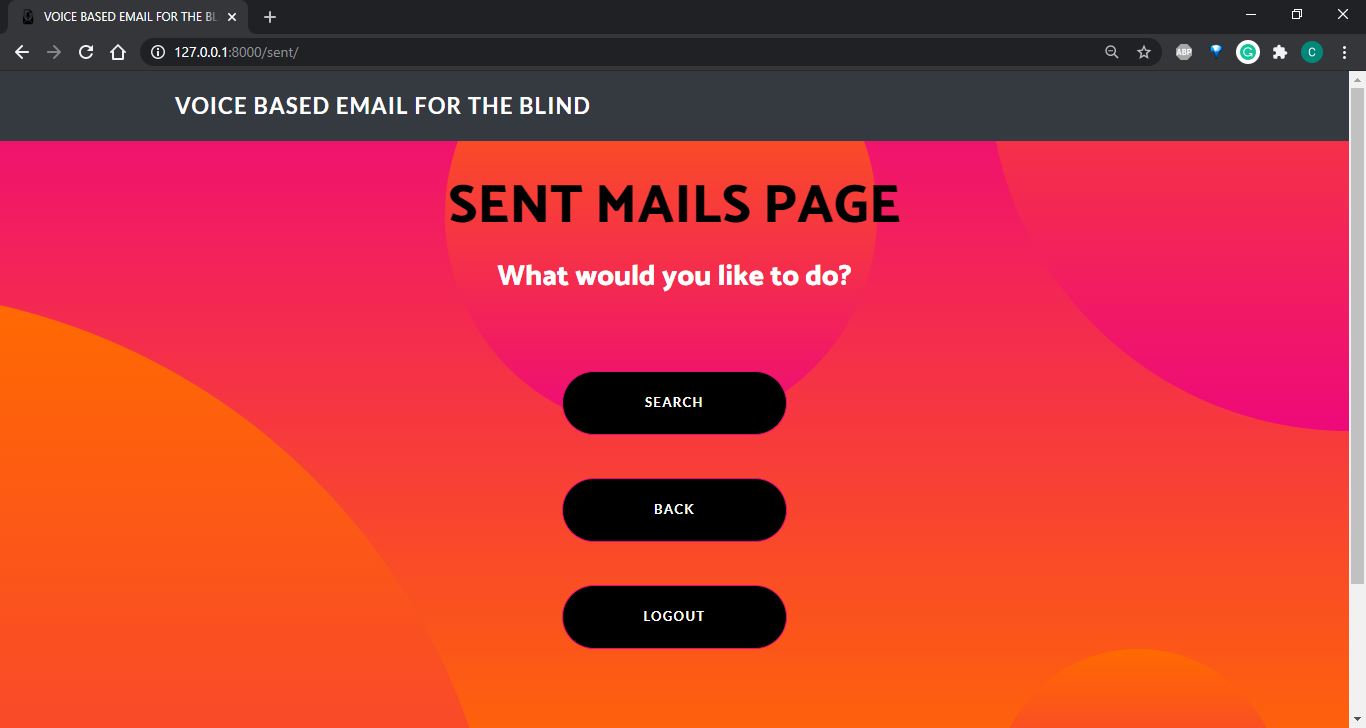 VOICE BASED EMAIL FOR THE BL
127.0.0.1:8000/sent/
ABP
G
C
VOICE BASED EMAIL FOR THE BLIND
SENT MAILS PAGE
What would you like to do?
SEARCH
BACK
LOGOUT